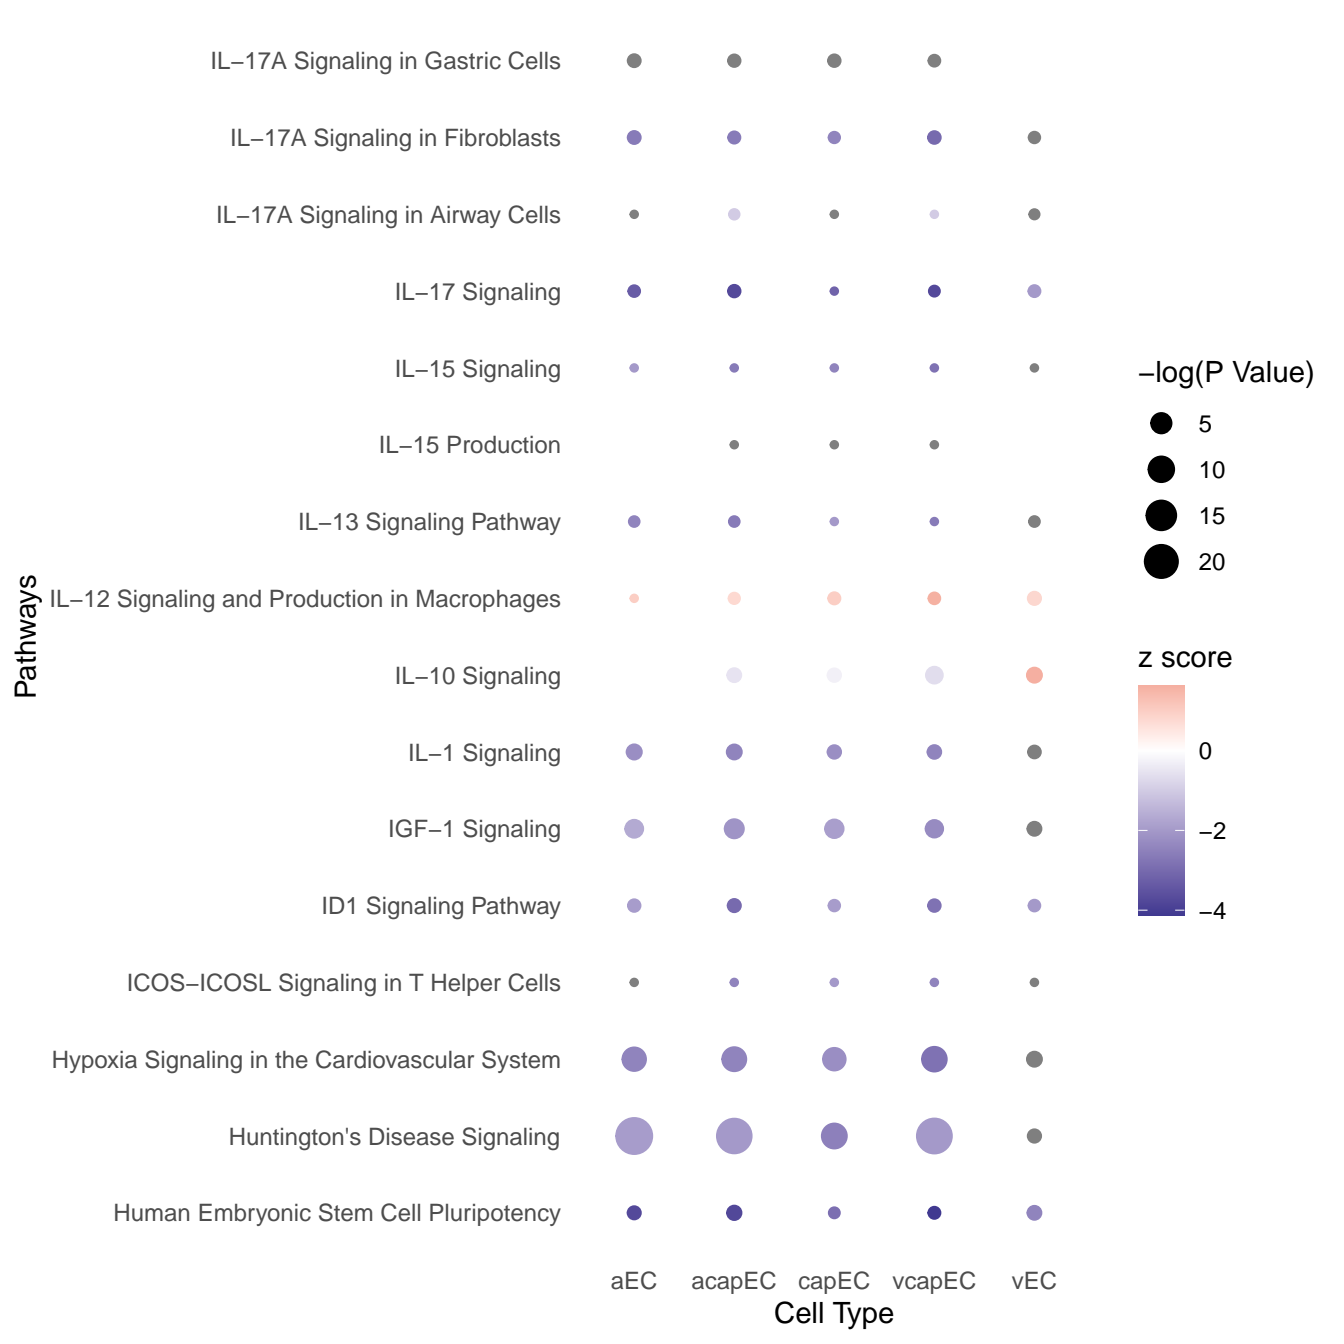 IL−17A Signaling in Gastric Cells
IL−17A Signaling in Fibroblasts
IL−17A Signaling in Airway Cells
IL−17 Signaling
IL−15 Signaling
IL−15 Production
IL−13 Signaling Pathway
IL−12 Signaling and Production in Macrophages
IL−10 Signaling
IL−1 Signaling
IGF−1 Signaling
ID1 Signaling Pathway
ICOS−ICOSL Signaling in T Helper Cells
Hypoxia Signaling in the Cardiovascular System
Huntington's Disease Signaling
Human Embryonic Stem Cell Pluripotency
Pathways
aEC acapEC capEC vcapEC vEC
Cell Type
−log(P Value)
5
10
15
20
z score
0
−2
−4